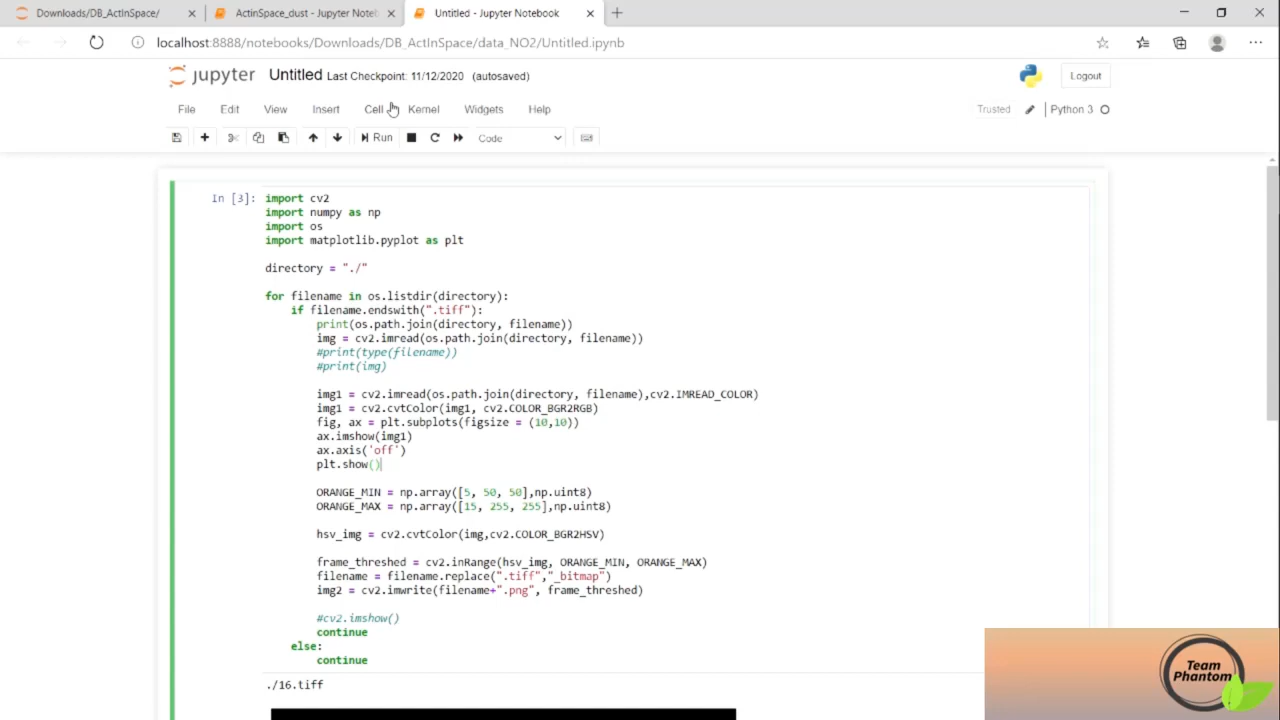 Downloads/DB_ActInSpace/
ActinSpace_dust - Jupyter Noteb
Untitled - Jupyter Notebook
localhost:8888/notebooks/Downloads/DB_ActInSpace/data_NO2/Untitled.ipynb
jupyter Untitled Last Checkpoint: 11/12/2020 (autosaved)
Logout
File Edit View Insert Cell Kernel Widgets Help
Trusted
Python 3
Run
Code
In [3]:
import cv2
import numpy as np
import os
import matplotlib.pyplot as plt
directory = "./"
for filename in os.listdir(directory):
if filename.endswith(".tiff"):
print(os.path.join(directory, filename))
img = cv2.imread(os.path.join(directory, filename))
#print(type(filename))
#print(img)
img1 = cv2.imread(os.path.join(directory, filename),cv2.IMREAD_COLOR)
img1 = cv2.cvtColor(img1, cv2.COLOR_BGR2RGB)
fig, ax = plt.subplots(figsize = (10,10))
ax.imshow(img1)
ax.axis('off')
plt.show()
ORANGE_MIN = np.array([5, 50, 50],np.uint8)
ORANGE_MAX = np.array([15, 255, 255],np.uint8)
hsv_img = cv2.cvtColor(img,cv2.COLOR_BGR2HSV)
frame_threshed = cv2.inRange(hsv_img, ORANGE_MIN, ORANGE_MAX)
filename = filename.replace(".tiff","_bitmap")
img2 = cv2.imwrite(filename+".png", frame_threshed)
#cv2.imshow()
continue
else:
continue
./16.tiff
Team
Phantom